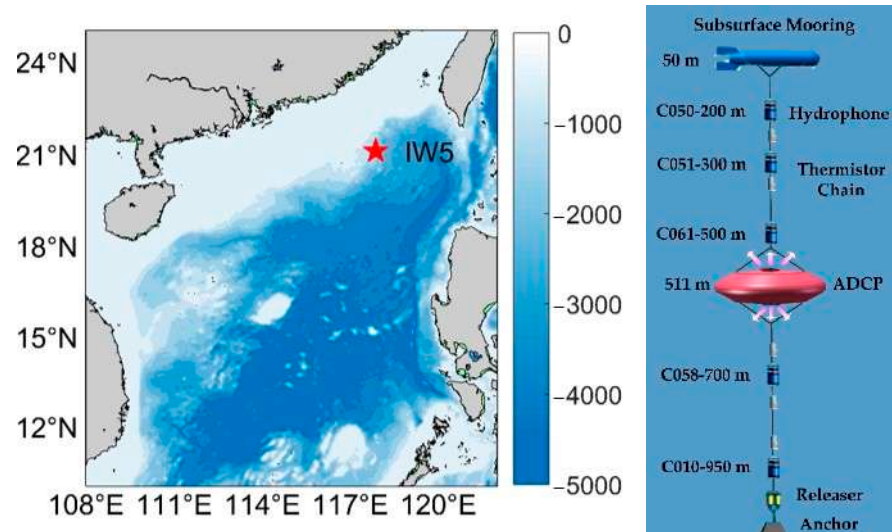 24°N
21°N
18°N
15°N
12°N
108°E 111°E 114°E 117°E 120°E
IW5
0
−1000
−2000
−3000
−4000
−5000
Subsurface Mooring
50 m
C050-200 m Hydrophone
C051-300 m Thermistor
Chain
C061-500 m
511 m ADCP
C058-700 m
C010-950 m
Releaser
Anchor